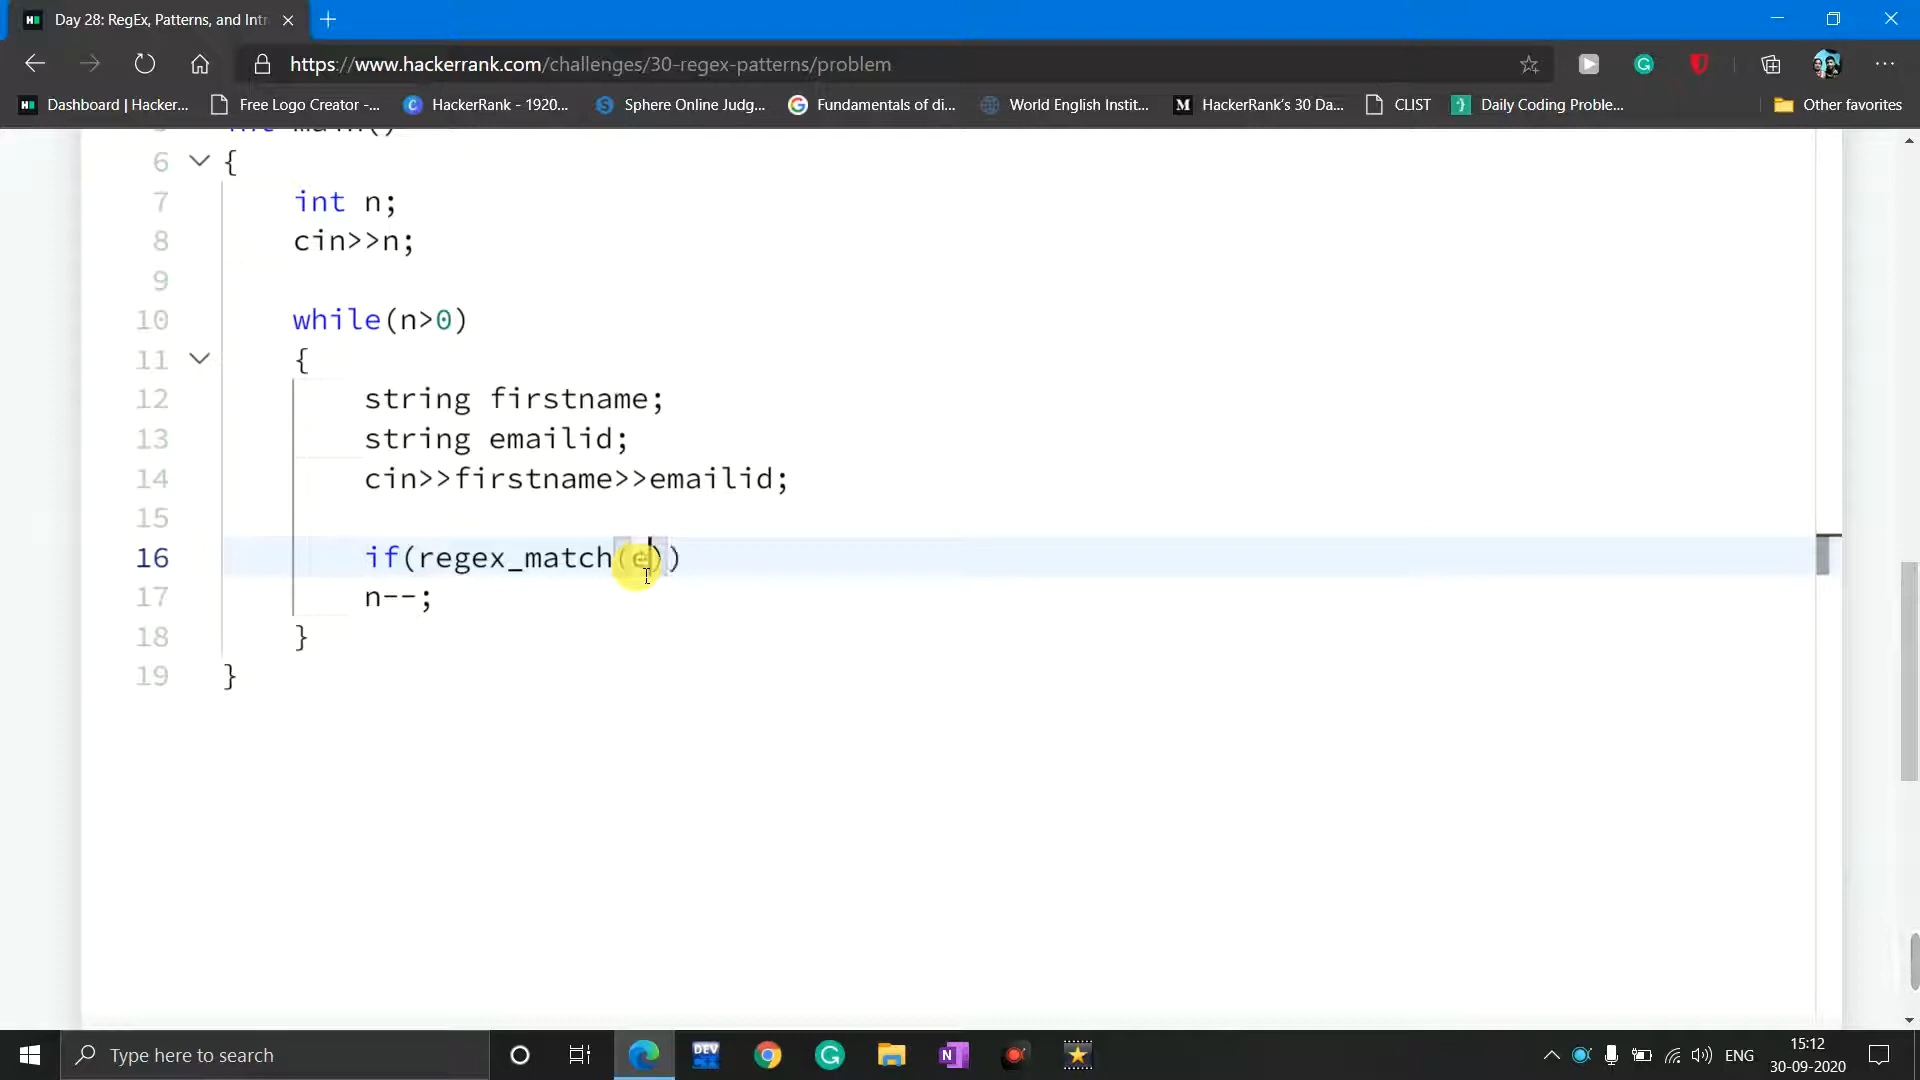 Day 28: RegEx, Patterns, and Intr
https://www.hackerrank.com/challenges/30-regex-patterns/problem
Dashboard | Hacker... Free Logo Creator -... HackerRank - 1920... Sphere Online Judg... Fundamentals of di... World English Instit... HackerRank's 30 Da... CLIST Daily Coding Proble... Other favorites
int main()
6 {
7 int n;
8 cin>>n;
9
10 while(n>0)
11 {
12 string firstname;
13 string emailid;
14 cin>>firstname>>emailid;
15
16 if(regex_match(e))
17 n--;
18 }
19 }
Type here to search
DEV
ENG
15:12
30-09-2020